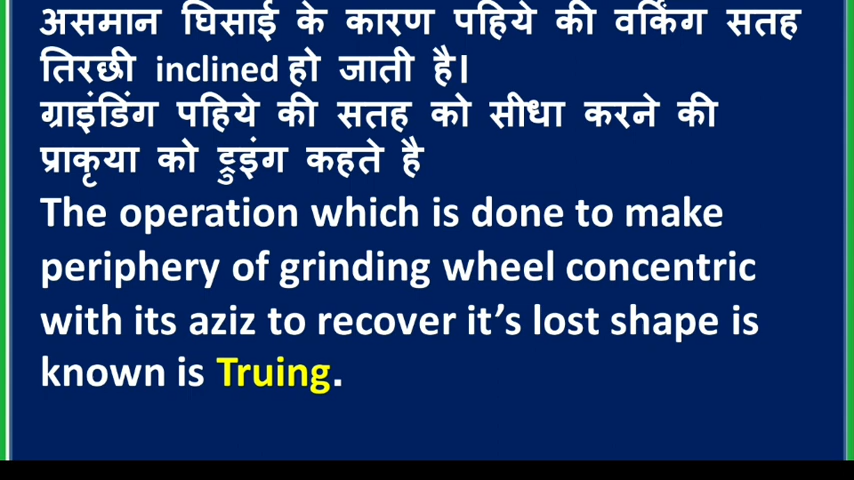 असमान घिसाई के कारण पहिये की वर्किंग सतह
तिरछी inclined हो जाती है।
ग्राइंडिंग पहिये की सतह को सीधा करने की
प्राकृया को ट्रुइंग कहते है
The operation which is done to make
periphery of grinding wheel concentric
with its aziz to recover it’s lost shape is
known is Truing.